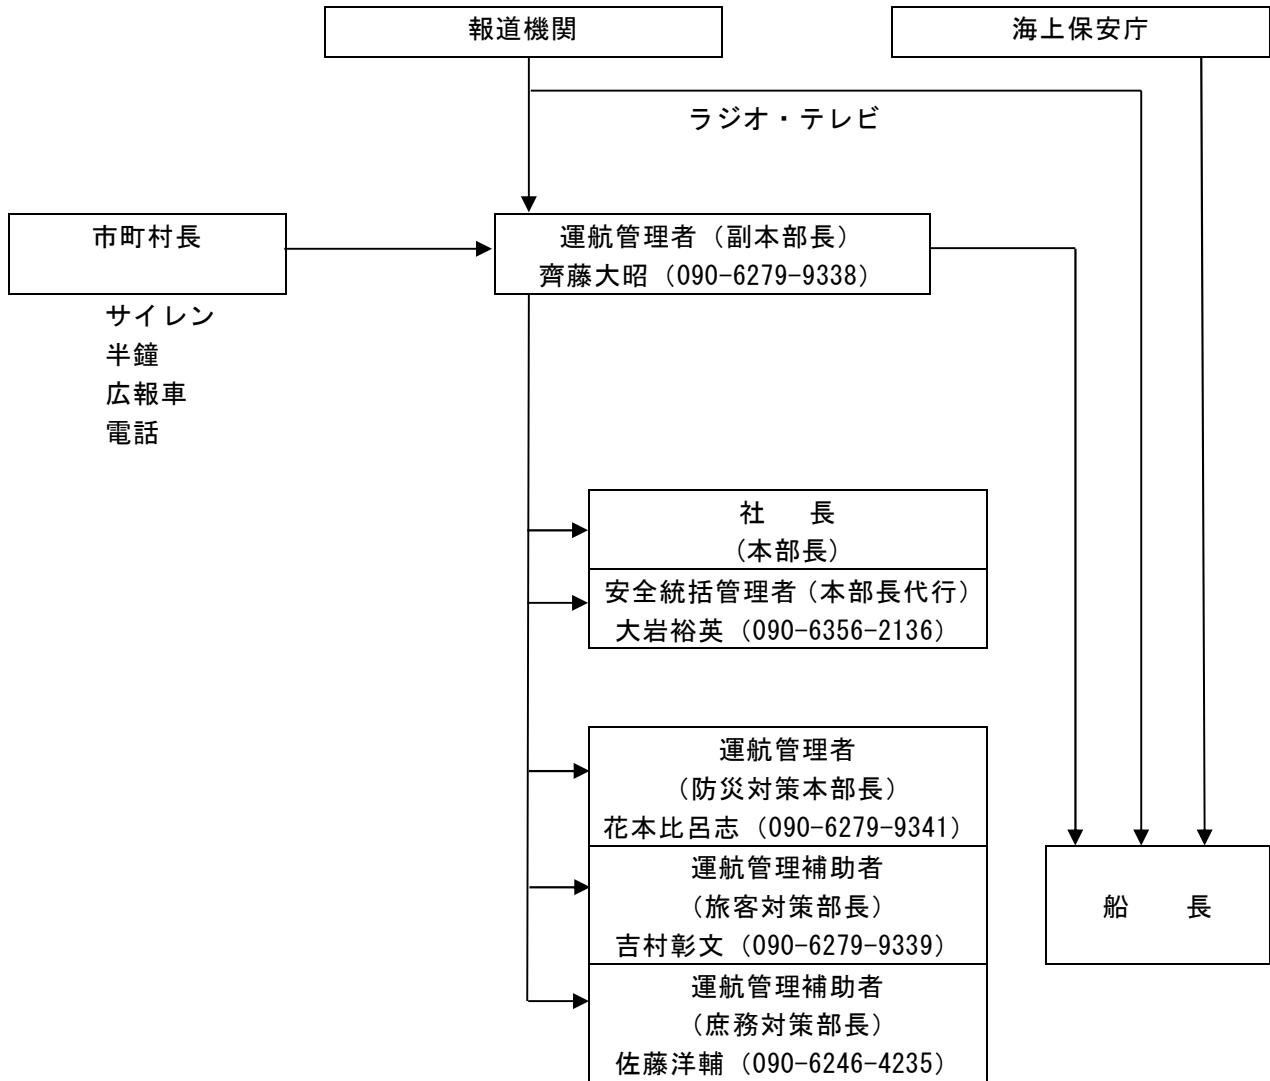 報道機関
海上保安庁
ラジオ・テレビ
市町村長
運航管理者（副本部長）
齊藤大昭（090-6279-9338）
サイレン
半鐘
広報車
電話
社　　長
（本部長）
安全統括管理者（本部長代行）
大岩裕英（090-6356-2136）
運航管理者
（防災対策本部長）
花本比呂志（090-6279-9341）
運航管理補助者
（旅客対策部長）
吉村彰文（090-6279-9339）
船　　長
運航管理補助者
（庶務対策部長）
佐藤洋輔（090-6246-4235）